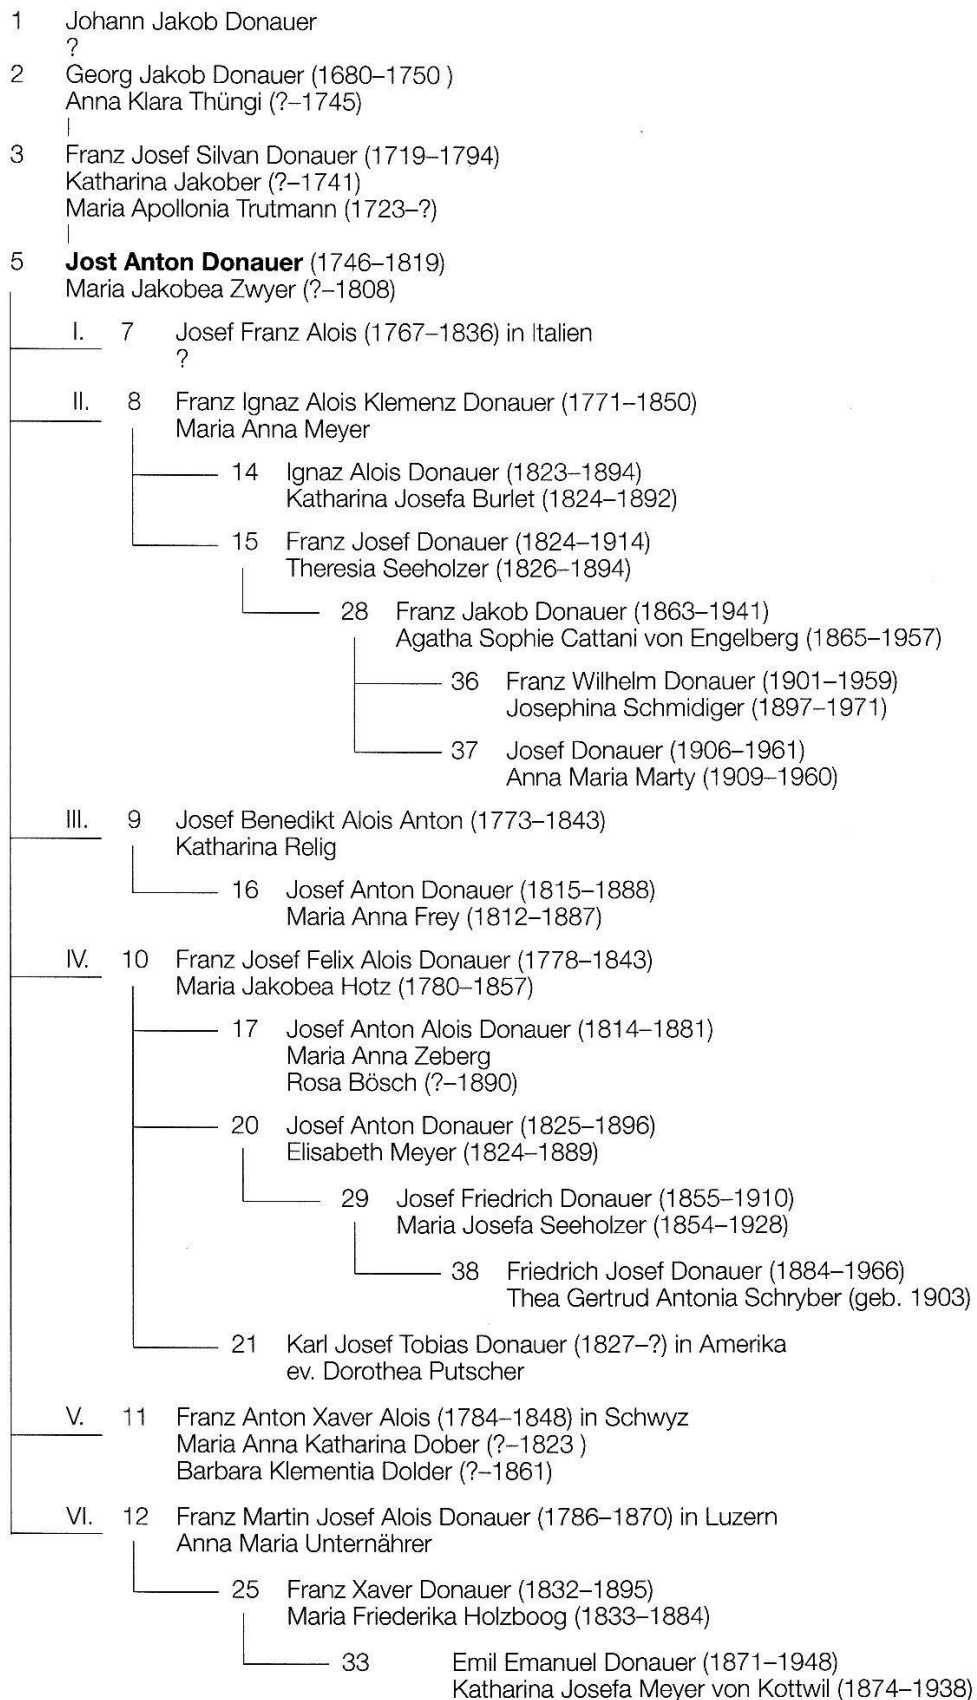 1 Johann Jakob Donauer
?
2 Georg Jakob Donauer (1680–1750 )
Anna Klara Thüngi (?–1745)
3 Franz Josef Silvan Donauer (1719–1794)
Katharina Jakober (?–1741)
Maria Apollonia Trutmann (1723–?)
5 Jost Anton Donauer (1746–1819)
Maria Jakobea Zwyer (?–1808)
I. 7 Josef Franz Alois (1767–1836) in Italien
?
II. 8 Franz Ignaz Alois Klemenz Donauer (1771–1850)
Maria Anna Meyer
14 Ignaz Alois Donauer (1823–1894)
Katharina Josefa Burlet (1824–1892)
15 Franz Josef Donauer (1824–1914)
Theresia Seeholzer (1826–1894)
28 Franz Jakob Donauer (1863–1941)
Agatha Sophie Cattani von Engelberg (1865–1957)
36 Franz Wilhelm Donauer (1901–1959)
Josephina Schmidiger (1897–1971)
37 Josef Donauer (1906–1961)
Anna Maria Marty (1909–1960)
III. 9 Josef Benedikt Alois Anton (1773–1843)
Katharina Relig
16 Josef Anton Donauer (1815–1888)
Maria Anna Frey (1812–1887)
IV. 10 Franz Josef Felix Alois Donauer (1778–1843)
Maria Jakobea Hotz (1780–1857)
17 Josef Anton Alois Donauer (1814–1881)
Maria Anna Zeberg
Rosa Bösch (?–1890)
20 Josef Anton Donauer (1825–1896)
Elisabeth Meyer (1824–1889)
29 Josef Friedrich Donauer (1855–1910)
Maria Josefa Seeholzer (1854–1928)
38 Friedrich Josef Donauer (1884–1966)
Thea Gertrud Antonia Schryber (geb. 1903)
21 Karl Josef Tobias Donauer (1827–?) in Amerika
ev. Dorothea Putscher
V. 11 Franz Anton Xaver Alois (1784–1848) in Schwyz
Maria Anna Katharina Dober (?–1823 )
Barbara Klementia Dolder (?–1861)
VI. 12 Franz Martin Josef Alois Donauer (1786–1870) in Luzern
Anna Maria Unternährer
25 Franz Xaver Donauer (1832–1895)
Maria Friederika Holzboog (1833–1884)
33 Emil Emanuel Donauer (1871–1948)
Katharina Josefa Meyer von Kottwil (1874–1938)